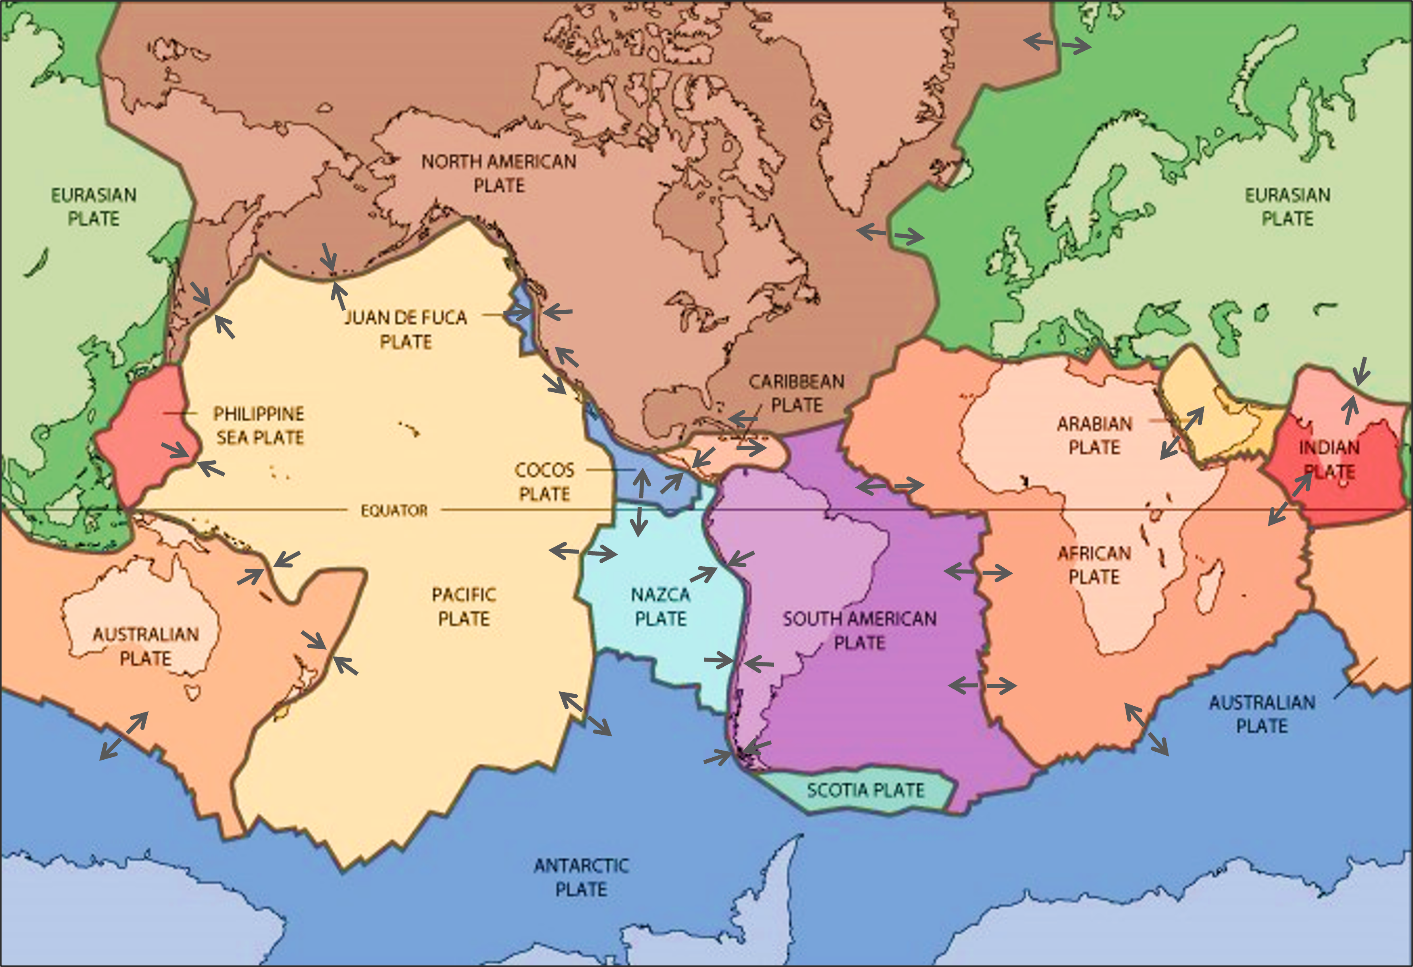 NORTH AMERICAN
PLATE
EURASIAN
PLATE
EURASIAN
PLATE
JUAN DE FUCA
PLATE
CARIBBEAN
PLATE
PHILIPPINE
SEA PLATE
ARABIAN
PLATE
INDIAN
PLATE
COCOS
PLATE
EQUATOR
AFRICAN
PLATE
PACIFIC
PLATE
NAZCA
PLATE
SOUTH AMERICAN
PLATE
AUSTRALIAN
PLATE
AUSTRALIAN
PLATE
SCOTIA PLATE
ANTARCTIC
PLATE